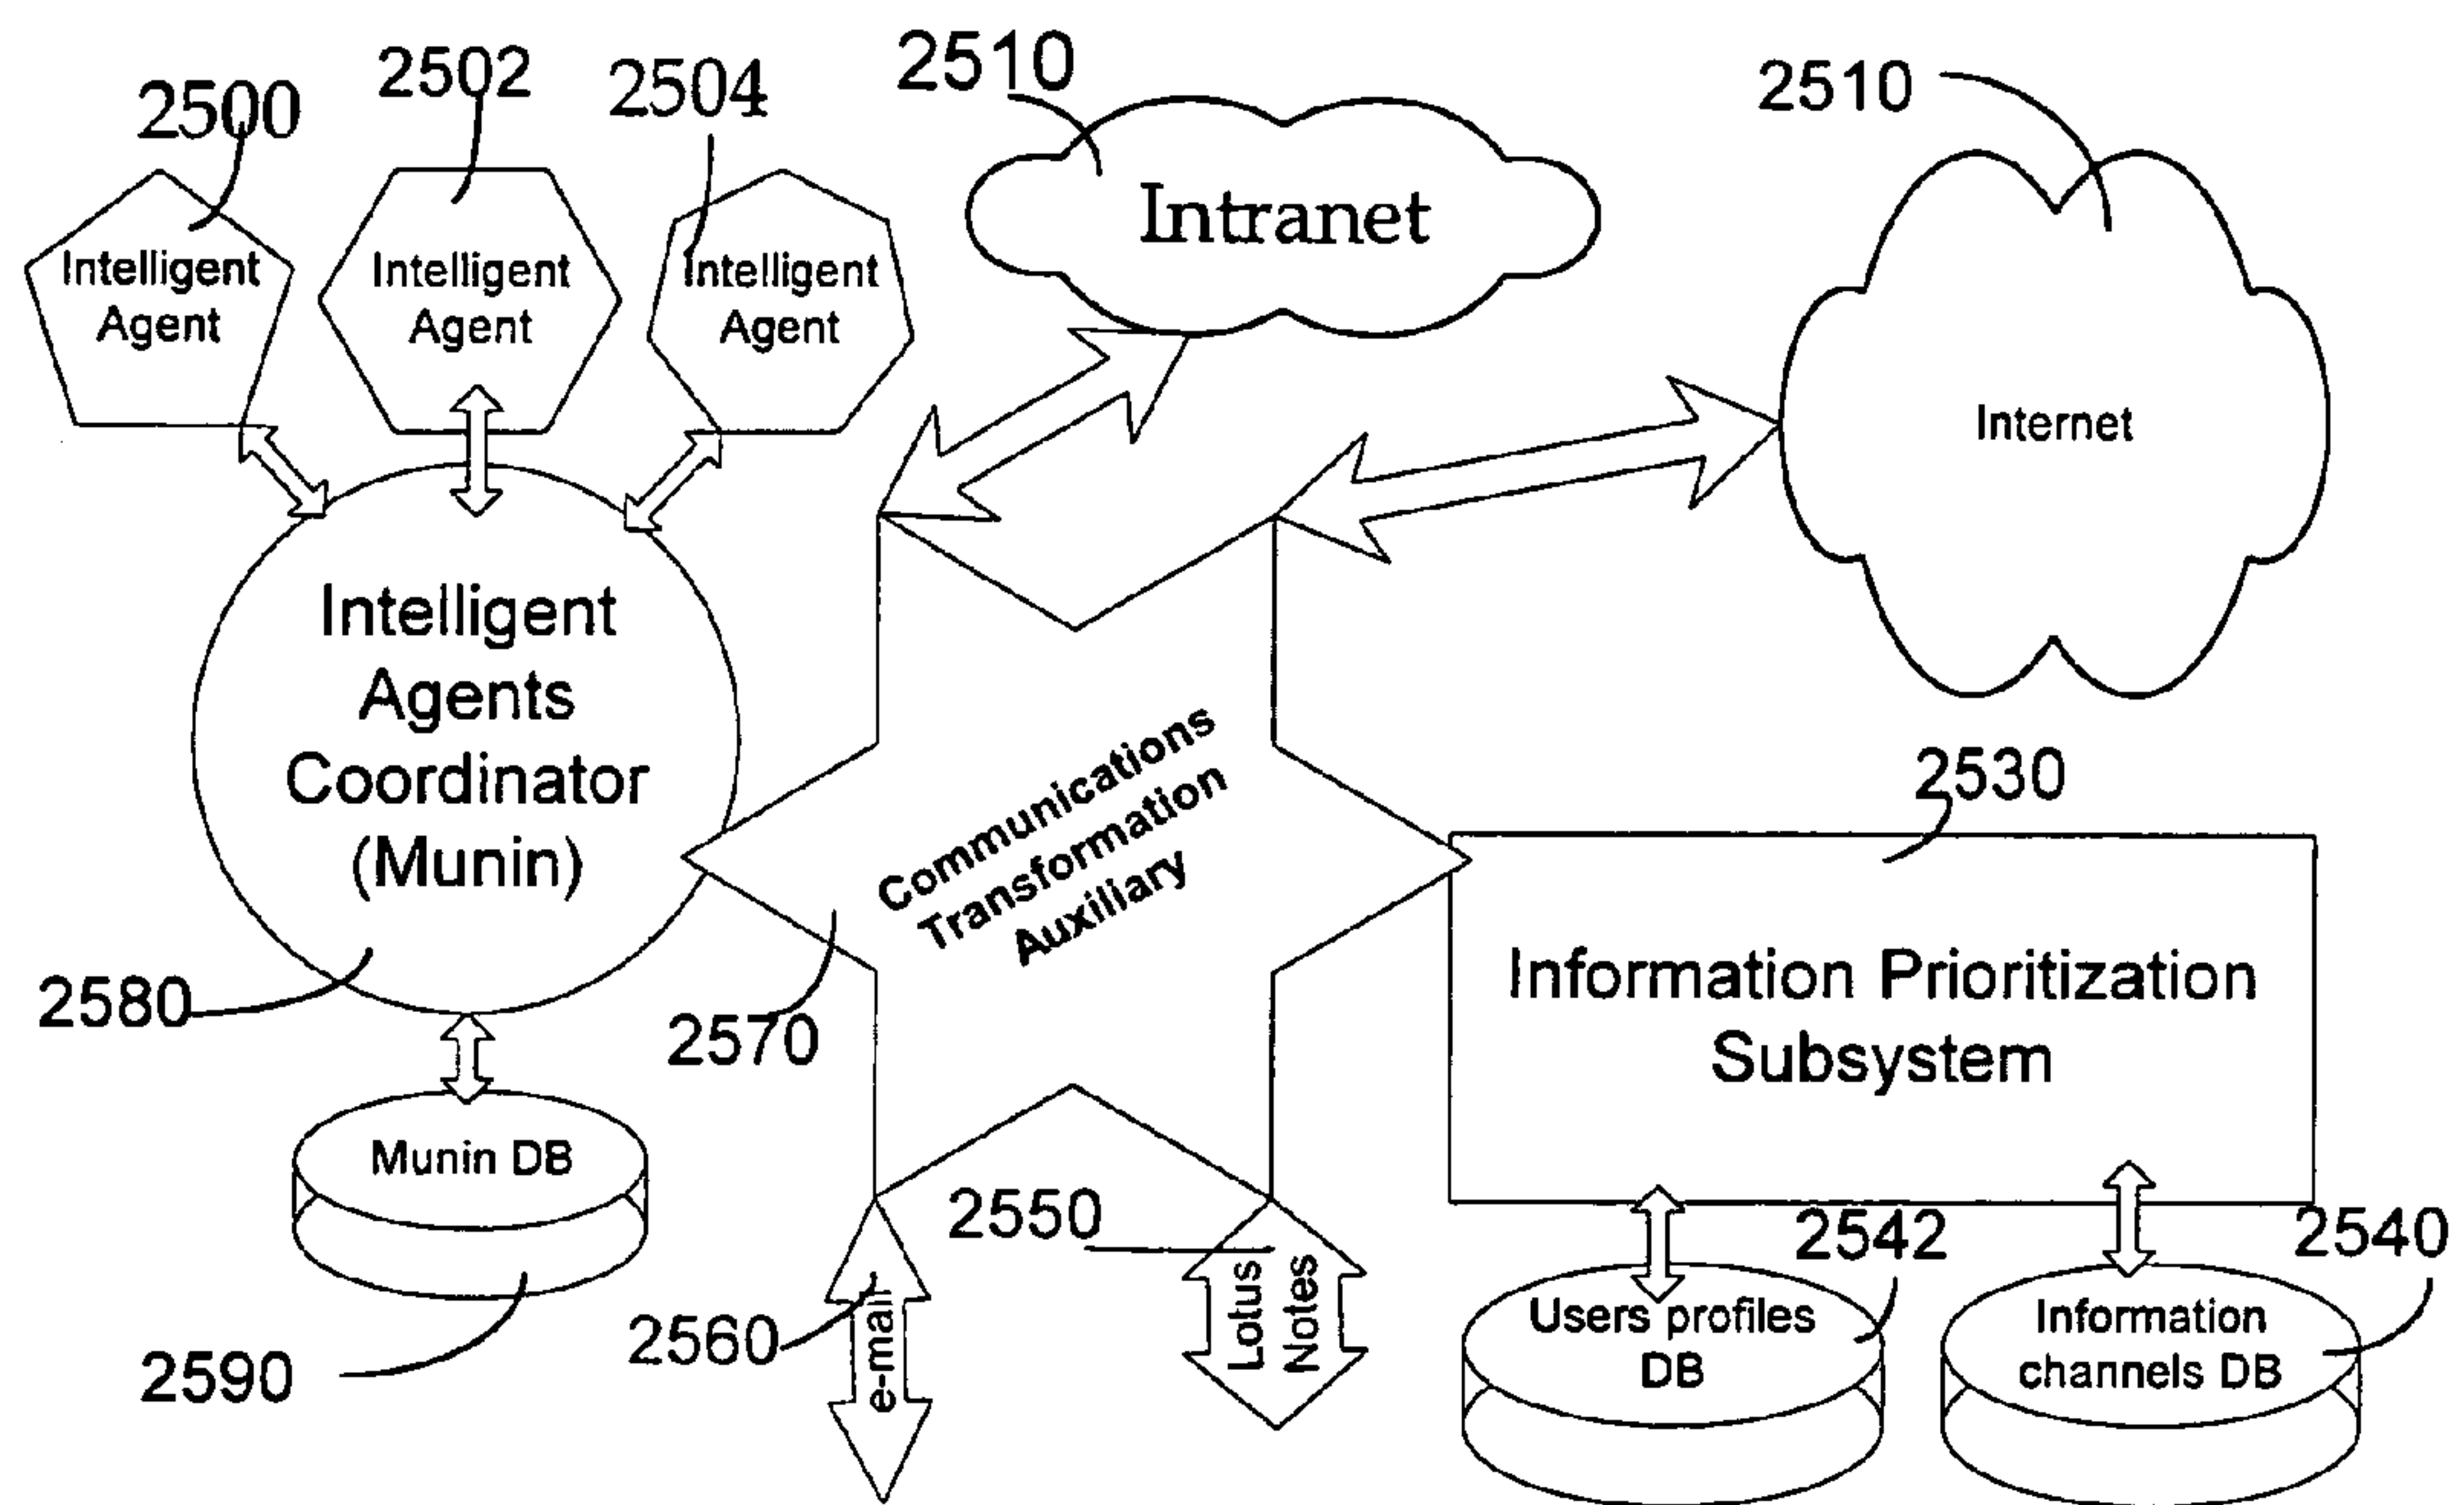 2500
2502
2504
2510
2510
Intelligent
Agent
Intelligent
Agent
Intelligent
Agent
Intranet
Internet
Intelligent
Agents
Coordinator
(Munin)
Communications
Transformation
Auxiliary
2530
Information Prioritization
Subsystem
2580
2570
Munin DB
2590
2560
e-mail
2550
Lotus
Notes
2542
2540
Users profiles
DB
Information
channels DB